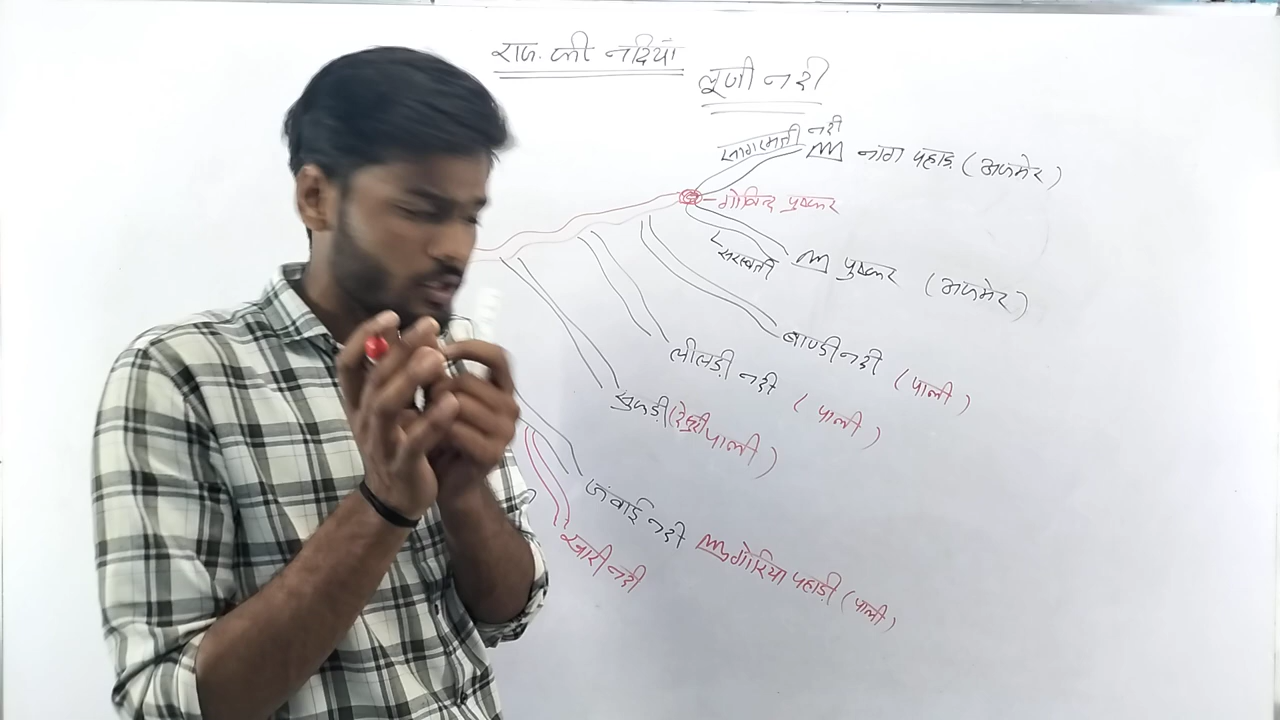 राज. की नदियाँ
लूणी नदी
सागरमती नदी
नाग पहाड़ (अजमेर)
गोविन्द पुष्कर
सरस्वती
पुष्कर (अजमेर)
बाण्डी नदी (पाली)
लीलड़ी नदी (पाली)
सुकड़ी (देसुरी पाली)
जंवाई नदी गोरिया पहाड़ी (पाली)
खारी नदी